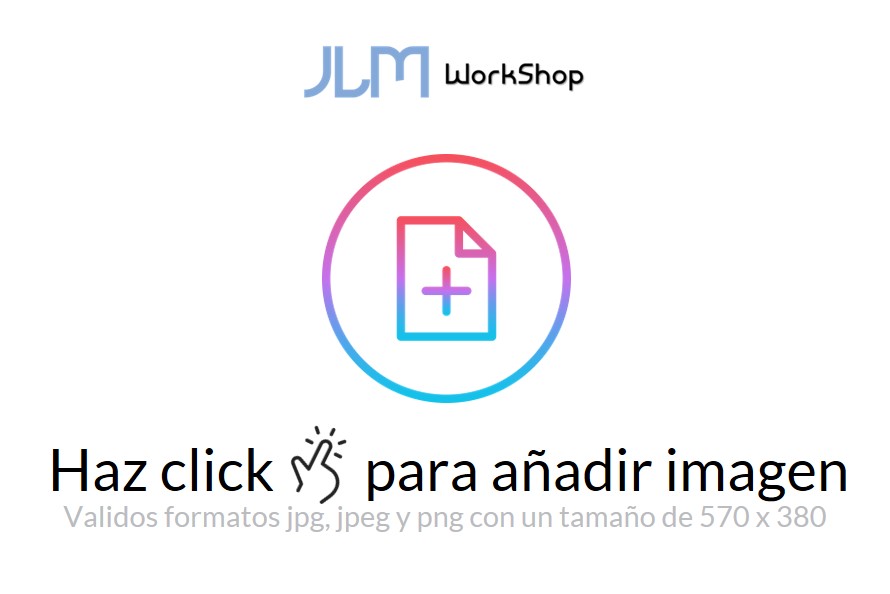 JLM WorkShop
Haz click para añadir imagen
Validos formatos jpg, jpeg y png con un tamaño de 570 x 380